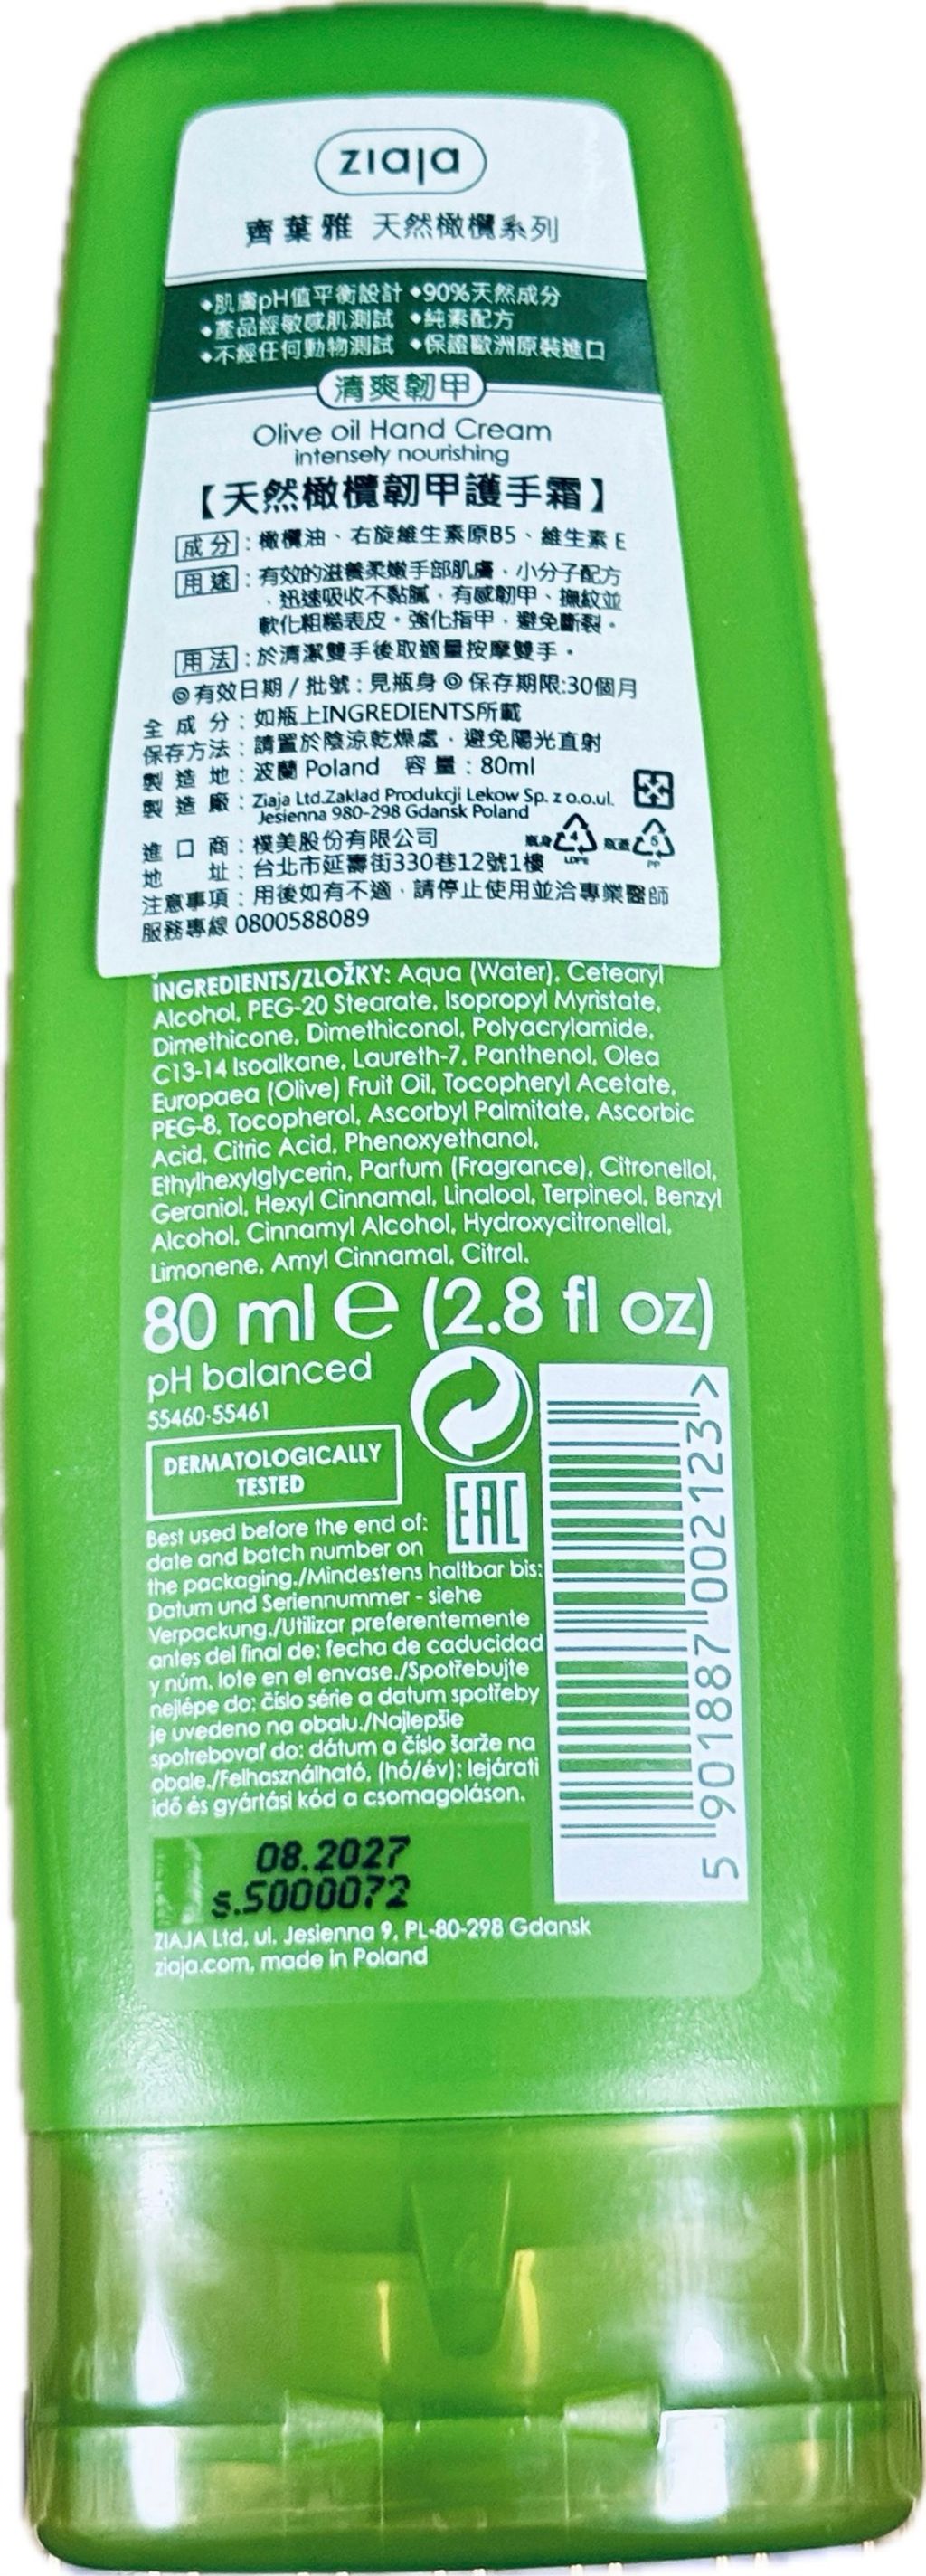 ziaja
齊葉雅 天然橄欖系列
◆肌膚pH值平衡設計 ◆90%天然成分
◆產品經敏感肌測試 ◆純素配方
◆不經任何動物測試 ◆保證歐洲原裝進口
清爽韌甲
Olive oil Hand Cream
intensely nourishing
【天然橄欖韌甲護手霜】
成分：橄欖油、右旋維生素原B5、維生素 E
用途：有效的滋養柔嫩手部肌膚，小分子配方
、迅速吸收不黏膩，有感韌甲、撫紋並
軟化粗糙表皮。強化指甲，避免斷裂。
用法：於清潔雙手後取適量按摩雙手。
◎有效日期 / 批號：見瓶身 ◎保存期限:30個月
全成分：如瓶上INGREDIENTS所載
保存方法：請置於陰涼乾燥處，避免陽光直射
製造地：波蘭 Poland 容量：80ml
製造廠：Ziaja Ltd.Zaklad Produkcji Lekow Sp. z o.o.ul.
Jesienna 980-298 Gdansk Poland
進口商：樸美股份有限公司
瓶身 4 LDPE 瓶蓋 5 PP
地址：台北市延壽街330巷12號1樓
注意事項：用後如有不適，請停止使用並洽專業醫師
服務專線 0800588089
INGREDIENTS/ZLOŽKY: Aqua (Water), Cetearyl
Alcohol, PEG-20 Stearate, Isopropyl Myristate,
Dimethicone, Dimethiconol, Polyacrylamide,
C13-14 Isoalkane, Laureth-7, Panthenol, Olea
Europaea (Olive) Fruit Oil, Tocopheryl Acetate,
PEG-8, Tocopherol, Ascorbyl Palmitate, Ascorbic
Acid, Citric Acid, Phenoxyethanol,
Ethylhexylglycerin, Parfum (Fragrance), Citronellol,
Geraniol, Hexyl Cinnamal, Linalool, Terpineol, Benzyl
Alcohol, Cinnamyl Alcohol, Hydroxycitronellal,
Limonene, Amyl Cinnamal, Citral.
80 ml e (2.8 fl oz)
pH balanced
55460-55461
DERMATOLOGICALLY
TESTED
EAC
Best used before the end of:
date and batch number on
the packaging./Mindestens haltbar bis:
Datum und Seriennummer - siehe
Verpackung./Utilizar preferentemente
antes del final de: fecha de caducidad
y núm. lote en el envase./Spotřebujte
nejlépe do: číslo série a datum spotřeby
je uvedeno na obalu./Najlepšie
spotrebovať do: dátum a číslo šarže na
obale./Felhasználható, (hó/év): lejárati
idő és gyártási kód a csomagoláson.
5 901887 002123 >
08.2027
s.5000072
ZIAJA Ltd, ul. Jesienna 9, PL-80-298 Gdansk
ziaja.com, made in Poland